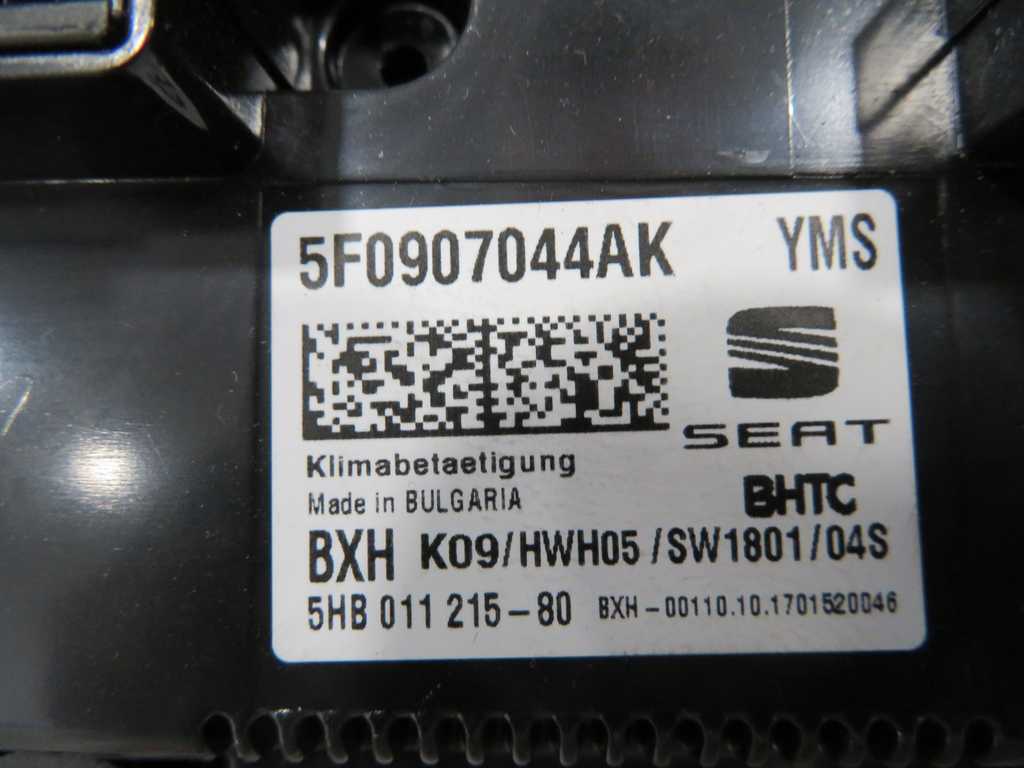 5F0907044AK YMS
SEAT
Klimabetaetigung
Made in BULGARIA
BHTC
BXH K09/HWH05/SW1801/04S
5HB 011 215-80 BXH-00110.10.1701520046